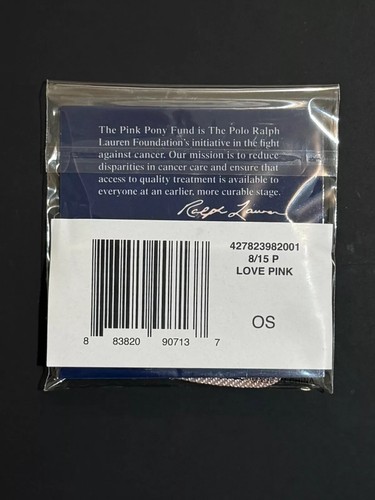 The Pink Pony Fund is The Polo Ralph
Lauren Foundation's initiative in the fight
against cancer. Our mission is to reduce
disparities in cancer care and ensure that
access to quality treatment is available to
everyone at an earlier, more curable stage.
Ralph Lauren
427823982001
8/15 P
LOVE PINK
OS
8 83820 90713 7